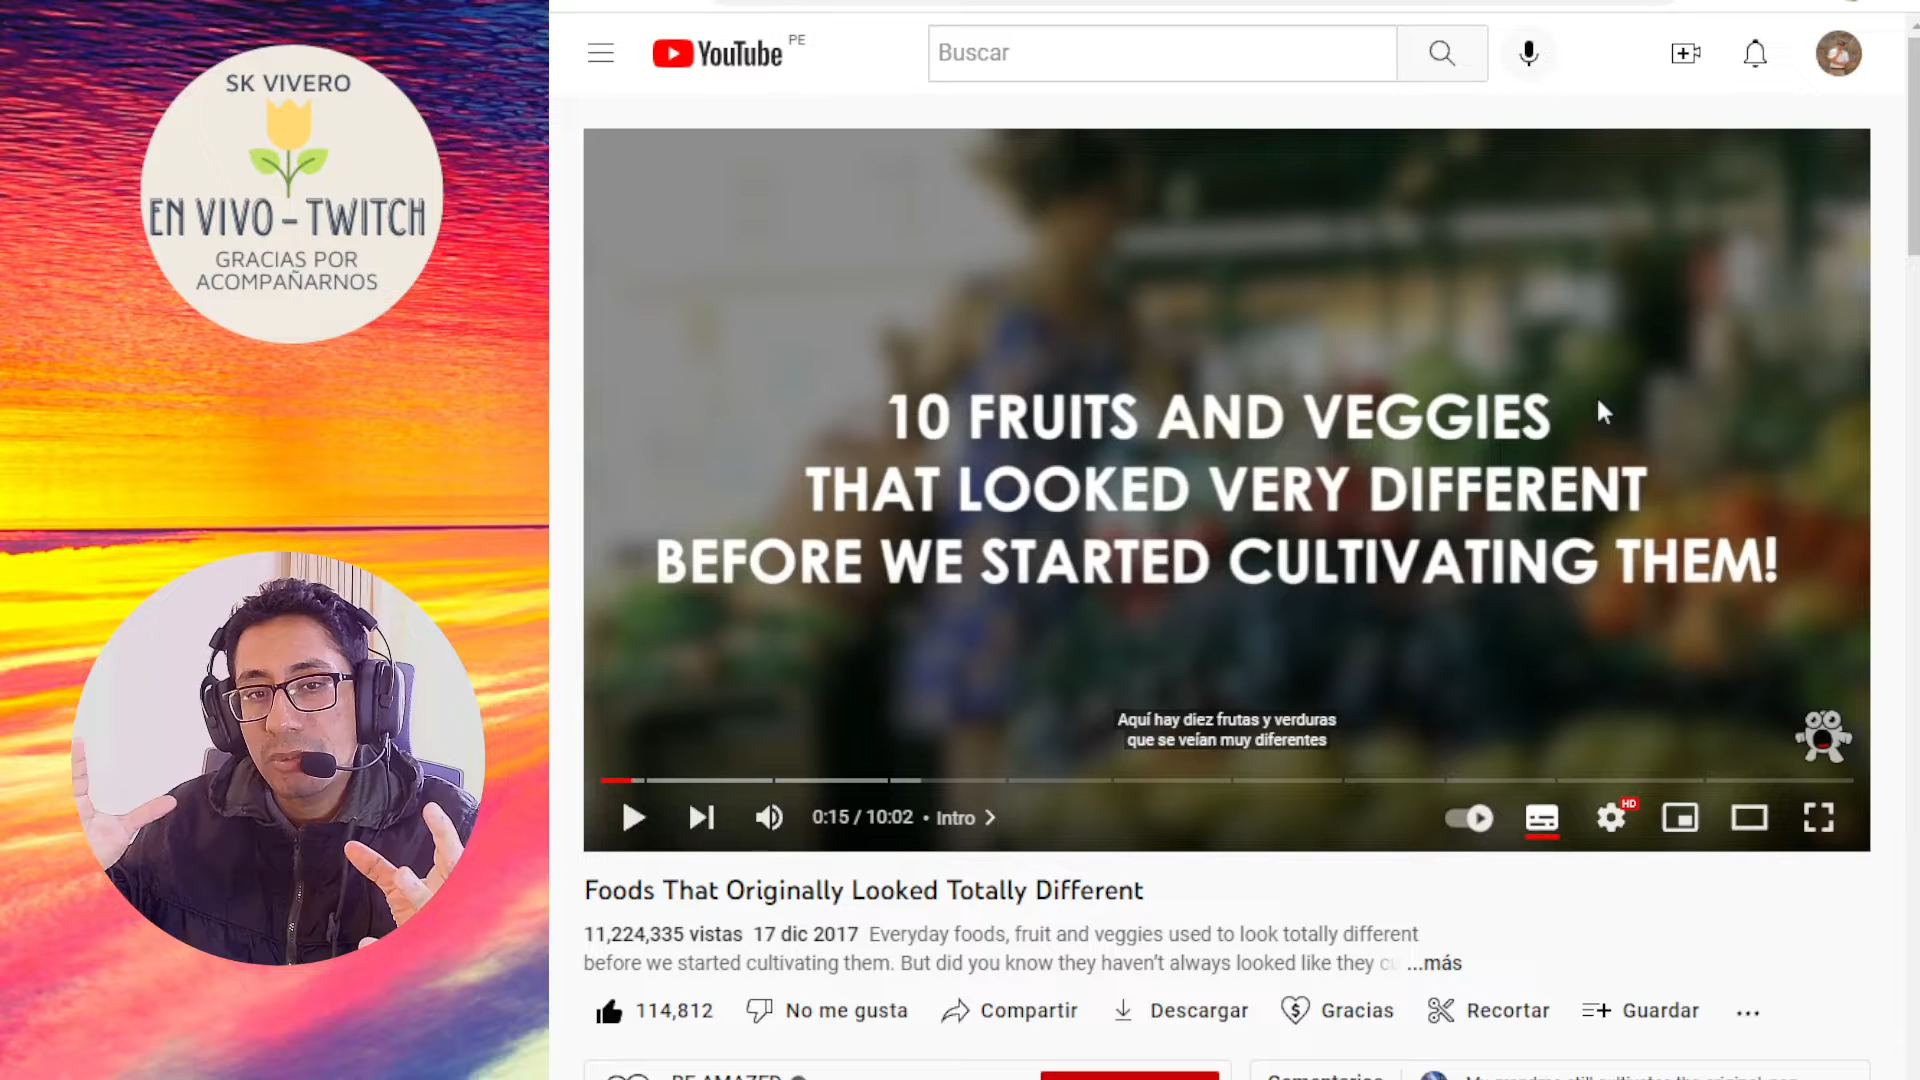 SK VIVERO
EN VIVO - TWITCH
GRACIAS POR
ACOMPAÑARNOS
YouTube PE
Buscar
10 FRUITS AND VEGGIES
THAT LOOKED VERY DIFFERENT
BEFORE WE STARTED CULTIVATING THEM!
Aquí hay diez frutas y verduras
que se veían muy diferentes
0:15 / 10:02 • Intro
HD
Foods That Originally Looked Totally Different
11,224,335 vistas 17 dic 2017 Everyday foods, fruit and veggies used to look totally different
before we started cultivating them. But did you know they haven't always looked like they ...más
114,812 No me gusta Compartir Descargar Gracias Recortar Guardar ...
BE AMAZED
Comentarios